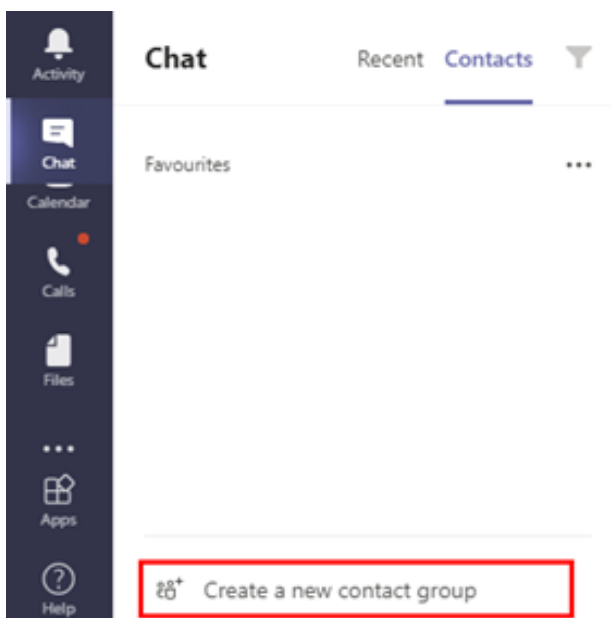 Activity
Chat
Calendar
Calls
Files
Apps
Help
Chat Recent Contacts
Favourites
Create a new contact group